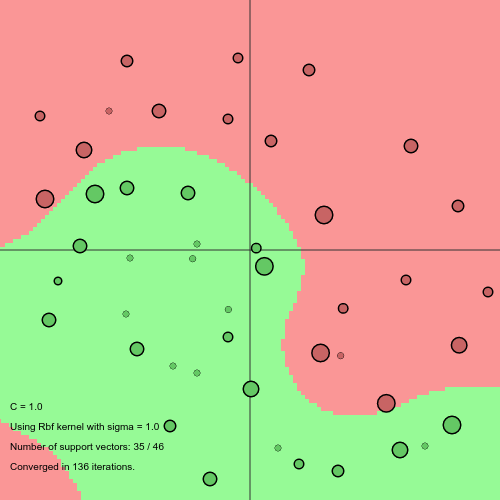 C = 1.0
Using Rbf kernel with sigma = 1.0
Number of support vectors: 35 / 46
Converged in 136 iterations.